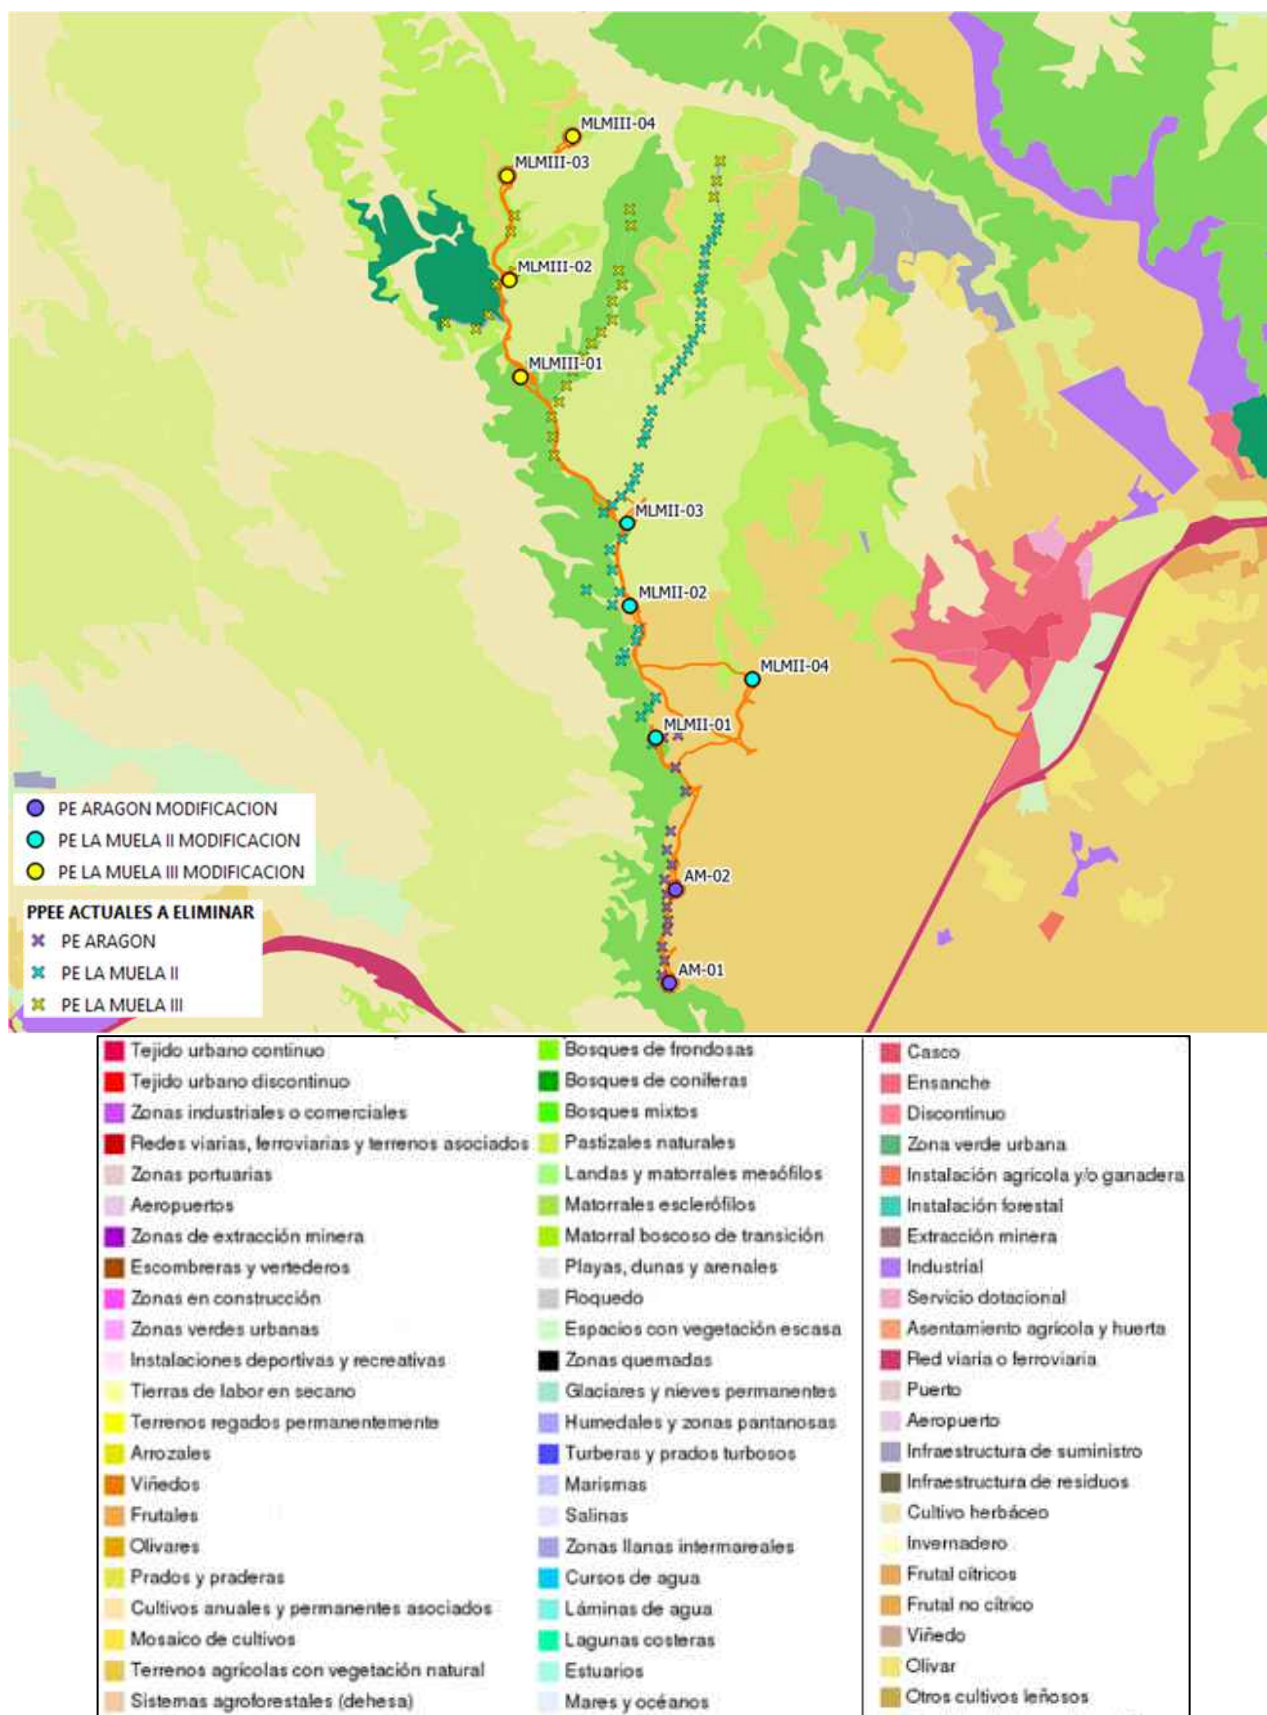 MLMIII-04
MLMIII-03
MLMIII-02
MLMIII-01
MLMII-03
MLMII-02
MLMII-04
MLMII-01
AM-02
AM-01
PE ARAGON MODIFICACION
PE LA MUELA II MODIFICACION
PE LA MUELA III MODIFICACION
PPEE ACTUALES A ELIMINAR
PE ARAGON
PE LA MUELA II
PE LA MUELA III
Tejido urbano continuo
Tejido urbano discontinuo
Zonas industriales o comerciales
Redes viarias, ferroviarias y terrenos asociados
Zonas portuarias
Aeropuertos
Zonas de extracción minera
Escombreras y vertederos
Zonas en construcción
Zonas verdes urbanas
Instalaciones deportivas y recreativas
Tierras de labor en secano
Terrenos regados permanentemente
Arrozales
Viñedos
Frutales
Olivares
Prados y praderas
Cultivos anuales y permanentes asociados
Mosaico de cultivos
Terrenos agrícolas con vegetación natural
Sistemas agroforestales (dehesa)
Bosques de frondosas
Bosques de coníferas
Bosques mixtos
Pastizales naturales
Landas y matorrales mesófilos
Matorrales esclerófilos
Matorral boscoso de transición
Playas, dunas y arenales
Roquedo
Espacios con vegetación escasa
Zonas quemadas
Glaciares y nieves permanentes
Humedales y zonas pantanosas
Turberas y prados turbosos
Marismas
Salinas
Zonas llanas intermareales
Cursos de agua
Láminas de agua
Lagunas costeras
Estuarios
Mares y océanos
Casco
Ensanche
Discontinuo
Zona verde urbana
Instalación agrícola y/o ganadera
Instalación forestal
Extracción minera
Industrial
Servicio dotacional
Asentamiento agrícola y huerta
Red viaria o ferroviaria
Puerto
Aeropuerto
Infraestructura de suministro
Infraestructura de residuos
Cultivo herbáceo
Invernadero
Frutal cítricos
Frutal no cítrico
Viñedo
Olivar
Otros cultivos leñosos